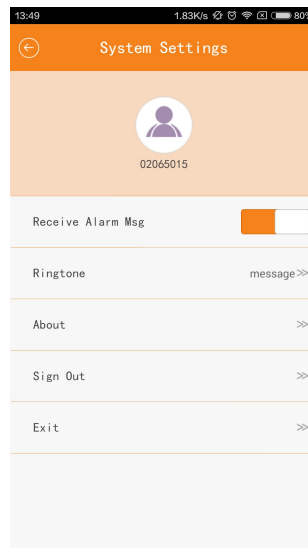 13:49 1.83K/s 80%
System Settings
02065015
Receive Alarm Msg
Ringtone message>>
About >>
Sign Out >>
Exit >>